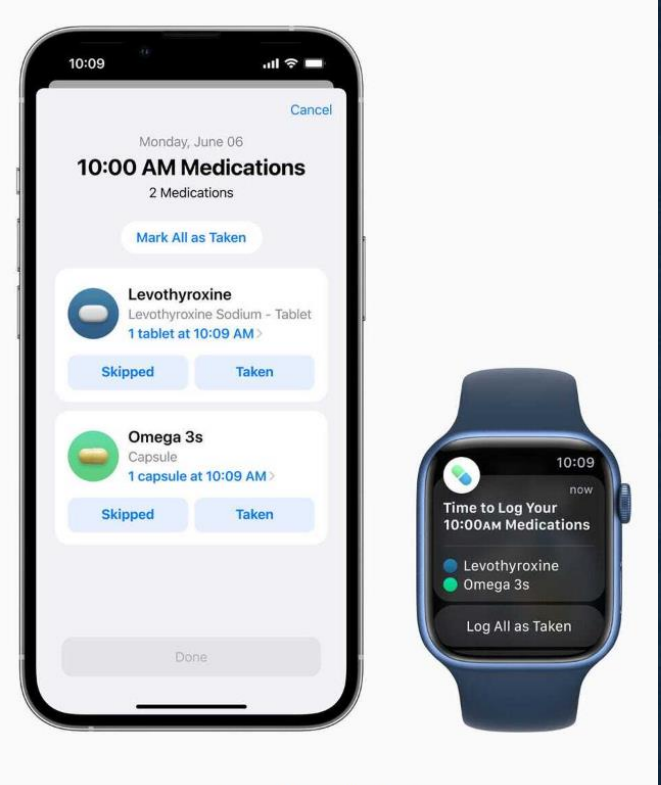 10:09
Cancel
Monday, June 06
10:00 AM Medications
2 Medications
Mark All as Taken
Levothyroxine
Levothyroxine Sodium - Tablet
1 tablet at 10:09 AM
Skipped Taken
Omega 3s
Capsule
1 capsule at 10:09 AM
Skipped Taken
Done
10:09
now
Time to Log Your
10:00AM Medications
Levothyroxine
Omega 3s
Log All as Taken